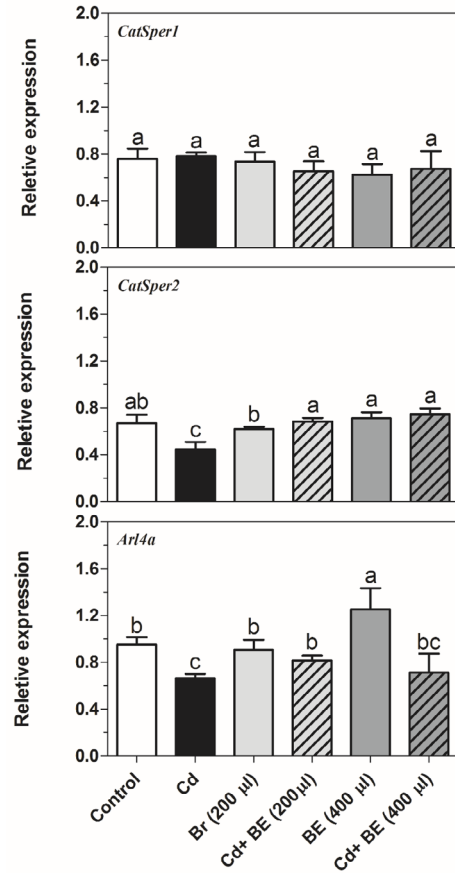 CatSper1
Reletive expression
2.0
1.6
1.2
0.8
0.4
0.0
a a a a a a
CatSper2
Reletive expression
2.0
1.6
1.2
0.8
0.4
0.0
ab c b a a a
Arl4a
Reletive expression
2.0
1.6
1.2
0.8
0.4
0.0
b c b b a bc
Control
Cd
Br (200 µl)
Cd+ BE (200µl)
BE (400 µl)
Cd+ BE (400 µl)